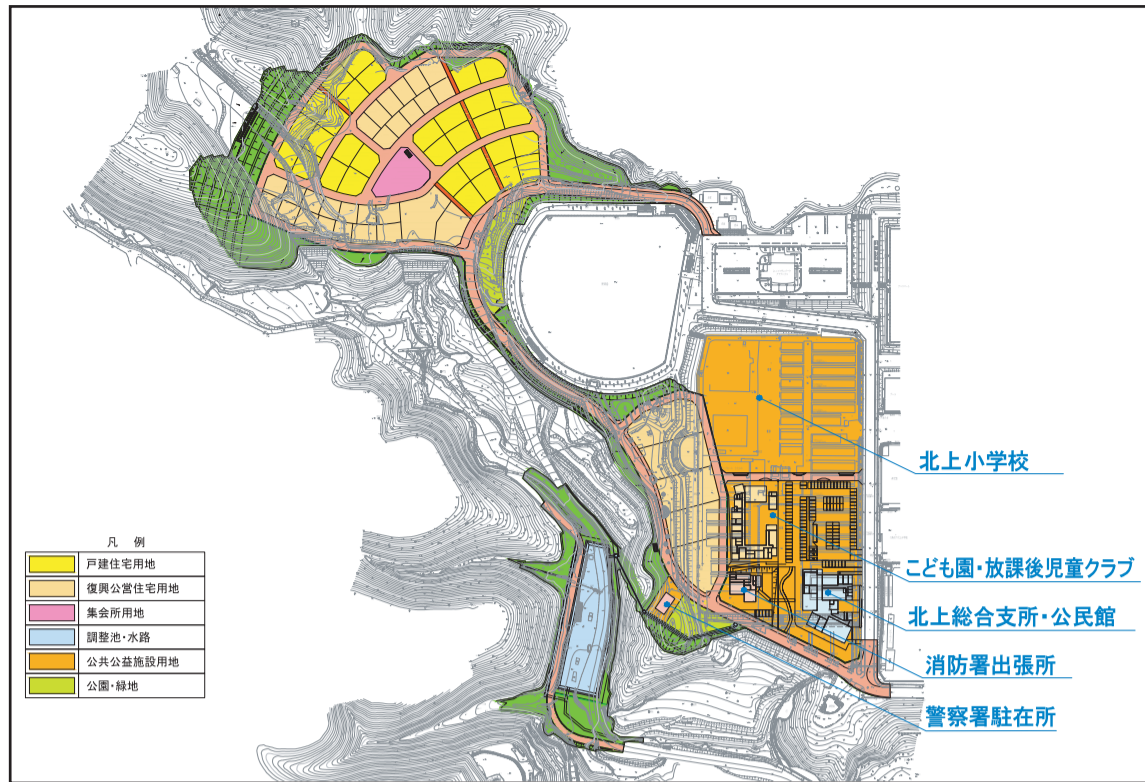 北上小学校
こども園・放課後児童クラブ
北上総合支所・公民館
消防署出張所
警察署駐在所
凡 例
戸建住宅用地
復興公営住宅用地
集会所用地
調整池・水路
公共公益施設用地
公園・緑地